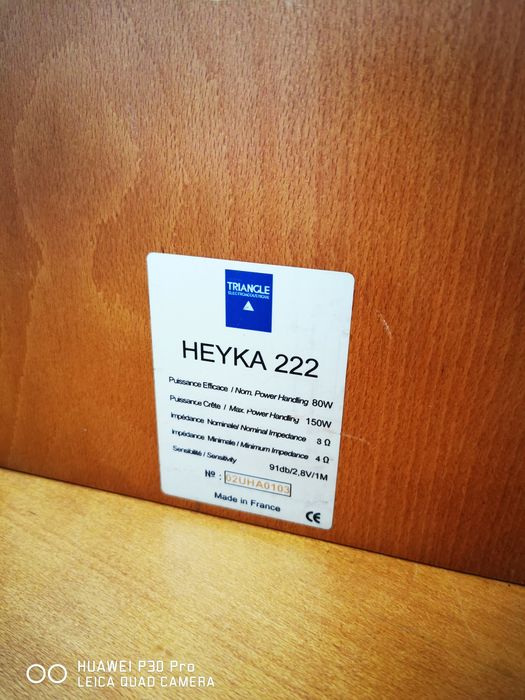 TRIANGLE
ELECTROACOUSTIQUE
HEYKA 222
Puissance Efficace / Nom. Power Handling 80W
Puissance Crête / Max. Power Handling 150W
Impédance Nominale/ Nominal Impedance 8 Ω
Impédance Minimale / Minimum Impedance 4 Ω
Sensibilité / Sensitivity 91db/2,8V/1M
Nº : 02UHA0103
Made in France
CE
HUAWEI P30 Pro
LEICA QUAD CAMERA